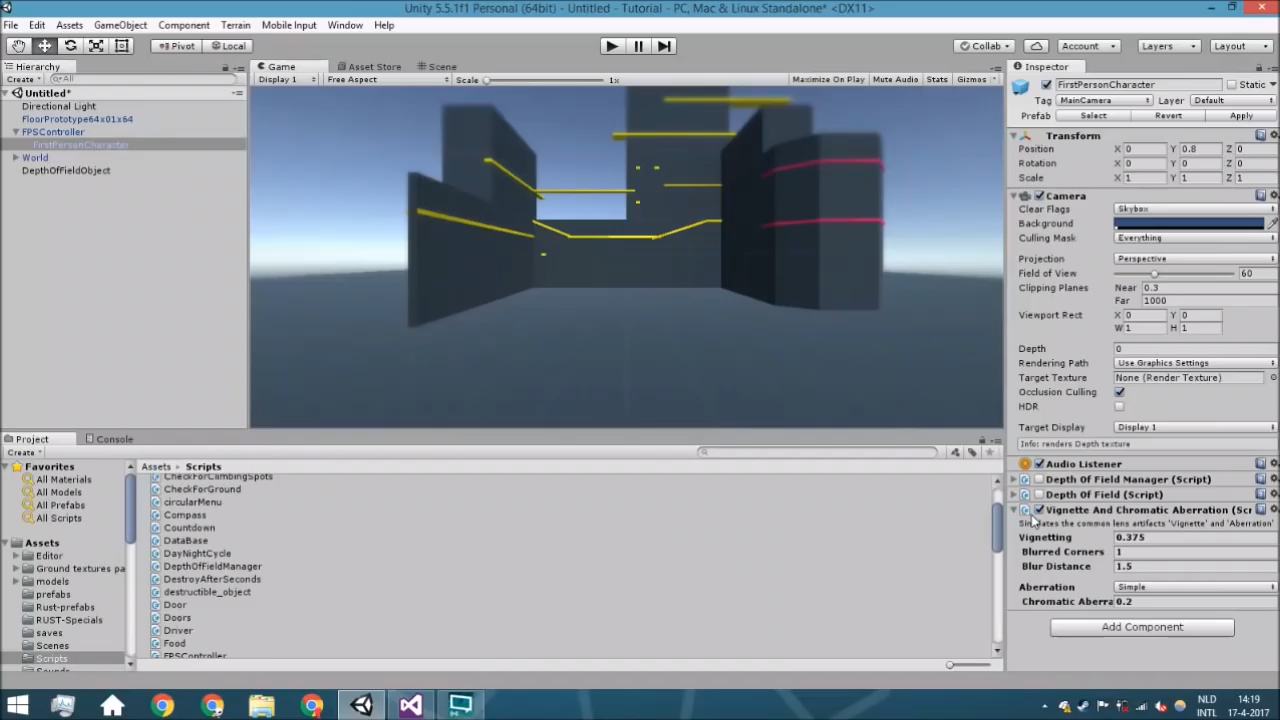 Unity 5.5.1f1 Personal (64bit) - Untitled - Tutorial - PC, Mac & Linux Standalone* <DX11>
File Edit Assets GameObject Component Terrain Mobile Input Window Help
Pivot Local Collab Account Layers Layout
Hierarchy
Create All
Untitled*
Directional Light
FloorPrototype64x01x64
FPSController
FirstPersonCharacter
World
DepthOfFieldObject
Game Asset Store Scene
Display 1 Free Aspect Scale 1x Maximize On Play Mute Audio Stats Gizmos
Inspector
FirstPersonCharacter Static
Tag MainCamera Layer Default
Prefab Select Revert Apply
Transform
Position X 0 Y 0.8 Z 0
Rotation X 0 Y 0 Z 0
Scale X 1 Y 1 Z 1
Camera
Clear Flags Skybox
Background
Culling Mask Everything
Projection Perspective
Field of View 60
Clipping Planes Near 0.3
Far 1000
Viewport Rect X 0 Y 0
W 1 H 1
Depth 0
Rendering Path Use Graphics Settings
Target Texture None (Render Texture)
Occlusion Culling
HDR
Target Display Display 1
Info: renders Depth texture
Audio Listener
Depth Of Field Manager (Script)
Depth Of Field (Script)
Vignette And Chromatic Aberration (Scr
Simulates the common lens artifacts 'Vignette' and 'Aberration'
Vignetting 0.375
Blurred Corners 1
Blur Distance 1.5
Aberration Simple
Chromatic Aberra 0.2
Add Component
Project Console
Create
Favorites
All Materials
All Models
All Prefabs
All Scripts
Assets
Editor
Ground textures pa
models
prefabs
Rust-prefabs
RUST-Specials
saves
Scenes
Scripts
Sounds
Assets Scripts
CheckForClimbingSpots
CheckForGround
circularMenu
Compass
Countdown
DataBase
DayNightCycle
DepthOfFieldManager
DestroyAfterSeconds
destructible_object
Door
Doors
Driver
Food
FPSController
NLD
INTL
14:19
17-4-2017